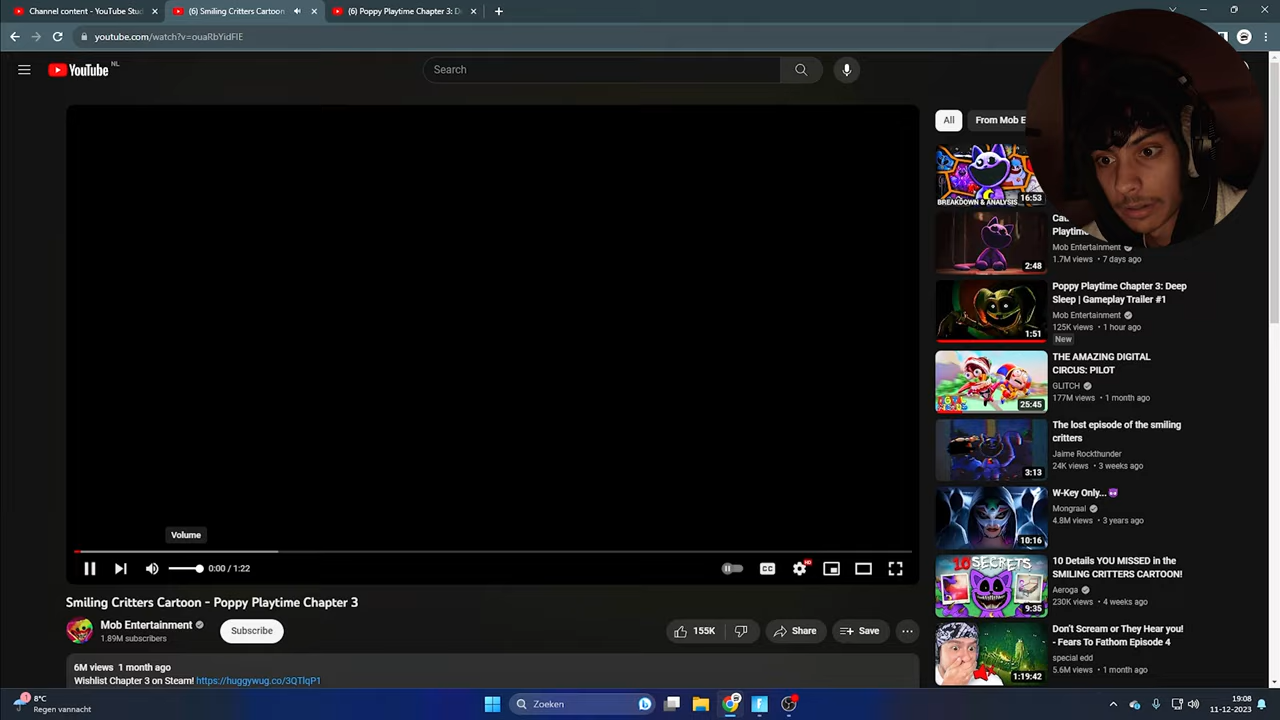 Channel content - YouTube Stud
(6) Smiling Critters Cartoon
(6) Poppy Playtime Chapter 3: D
youtube.com/watch?v=ouaRbYidFIE
YouTube NL
Search
All
From Mob E
BREAKDOWN & ANALYSIS
16:53
Playtime
Mob Entertainment
1.7M views • 7 days ago
2:48
Poppy Playtime Chapter 3: Deep
Sleep | Gameplay Trailer #1
Mob Entertainment
125K views • 1 hour ago
New
1:51
THE AMAZING DIGITAL
CIRCUS: PILOT
GLITCH
177M views • 1 month ago
25:45
The lost episode of the smiling
critters
Jaime Rockthunder
24K views • 3 weeks ago
3:13
W-Key Only...
Mongraal
4.8M views • 3 years ago
10:16
10 SECRETS
10 Details YOU MISSED in the
SMILING CRITTERS CARTOON!
Aeroga
230K views • 4 weeks ago
9:35
Don't Scream or They Hear you!
- Fears To Fathom Episode 4
special edd
5.6M views • 1 month ago
1:19:42
Volume
0:00 / 1:22
CC
HD
Smiling Critters Cartoon - Poppy Playtime Chapter 3
Mob Entertainment
1.89M subscribers
Subscribe
155K
Share
Save
6M views 1 month ago
Wishlist Chapter 3 on Steam! https://huggywug.co/3QTlqP1
1
8°C
Regen vannacht
Zoeken
19:08
11-12-2023